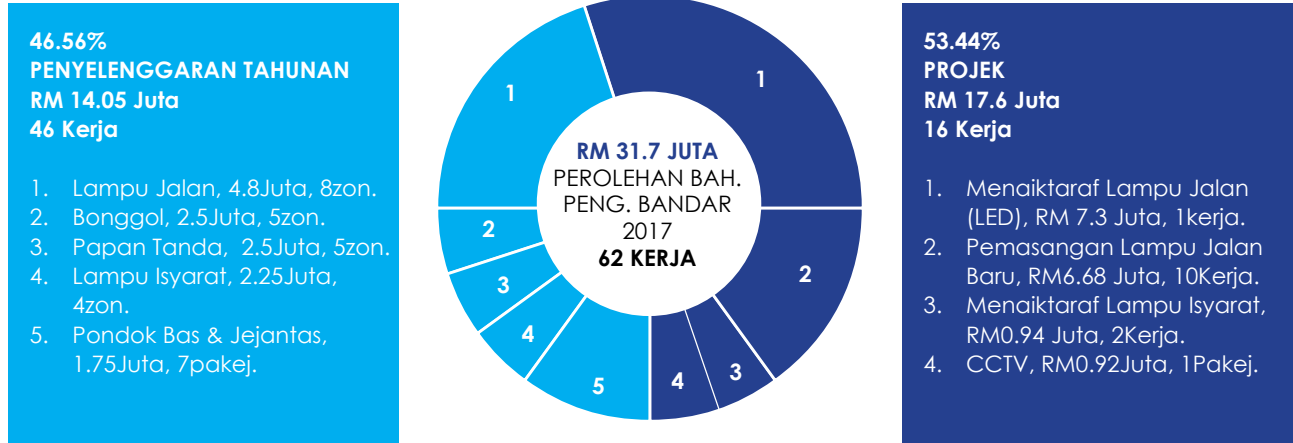 46.56%
PENYELENGGARAN TAHUNAN
RM 14.05 Juta
46 Kerja
1. Lampu Jalan, 4.8Juta, 8zon.
2. Bonggol, 2.5Juta, 5zon.
3. Papan Tanda, 2.5Juta, 5zon.
4. Lampu Isyarat, 2.25Juta,
4zon.
5. Pondok Bas & Jejantas,
1.75Juta, 7pakej.
1
2
3
4
5
1
2
3
4
RM 31.7 JUTA
PEROLEHAN BAH.
PENG. BANDAR
2017
62 KERJA
53.44%
PROJEK
RM 17.6 Juta
16 Kerja
1. Menaiktaraf Lampu Jalan
(LED), RM 7.3 Juta, 1kerja.
2. Pemasangan Lampu Jalan
Baru, RM6.68 Juta, 10Kerja.
3. Menaiktaraf Lampu Isyarat,
RM0.94 Juta, 2Kerja.
4. CCTV, RM0.92Juta, 1Pakej.